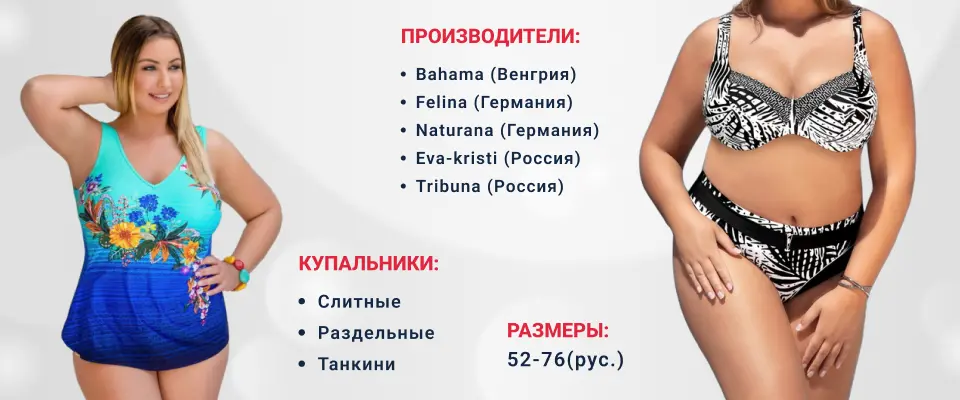 ПРОИЗВОДИТЕЛИ:
• Bahama (Венгрия)
• Felina (Германия)
• Naturana (Германия)
• Eva-kristi (Россия)
• Tribuna (Россия)
КУПАЛЬНИКИ:
• Слитные
• Раздельные
• Танкини
РАЗМЕРЫ:
52-76(рус.)